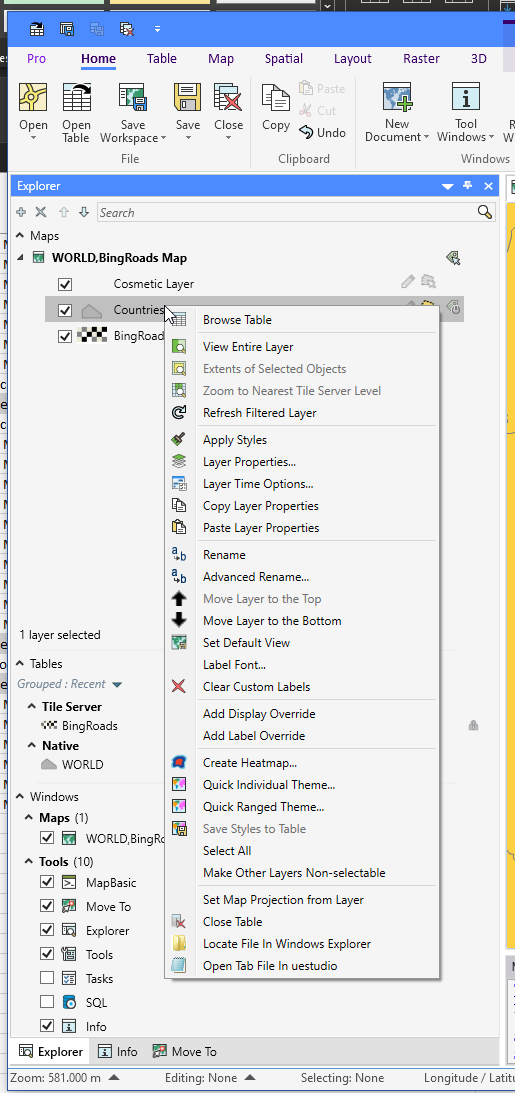 Pro Home Table Map Spatial Layout Raster 3D
Open Open Table Save Workspace Save Close Copy Paste Cut Undo New Document Tool Windows
File Clipboard Windows
Explorer
Search
Maps
WORLD,BingRoads Map
Cosmetic Layer
Countries
BingRoad
Browse Table
View Entire Layer
Extents of Selected Objects
Zoom to Nearest Tile Server Level
Refresh Filtered Layer
Apply Styles
Layer Properties...
Layer Time Options...
Copy Layer Properties
Paste Layer Properties
Rename
Advanced Rename...
Move Layer to the Top
Move Layer to the Bottom
Set Default View
Label Font...
Clear Custom Labels
Add Display Override
Add Label Override
Create Heatmap...
Quick Individual Theme...
Quick Ranged Theme...
Save Styles to Table
Select All
Make Other Layers Non-selectable
Set Map Projection from Layer
Close Table
Locate File In Windows Explorer
Open Tab File In uestudio
1 layer selected
Tables
Grouped : Recent
Tile Server
BingRoads
Native
WORLD
Windows
Maps (1)
WORLD,BingRo
Tools (10)
MapBasic
Move To
Explorer
Tools
Tasks
SQL
Info
Explorer Info Move To
Zoom: 581.000 m Editing: None Selecting: None Longitude / Latitu